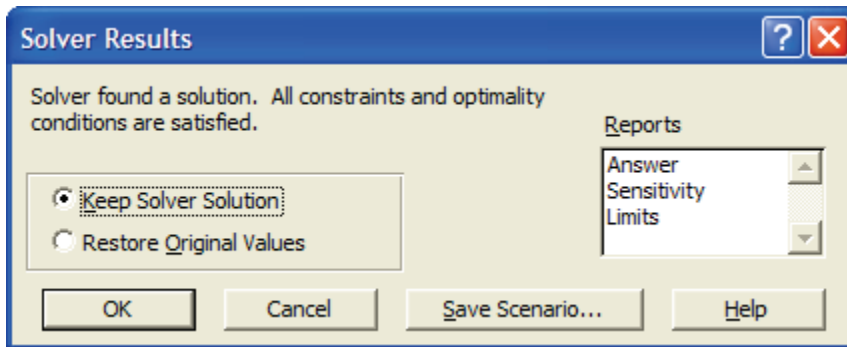 Solver Results
?
Solver found a solution. All constraints and optimality
conditions are satisfied.
Reports
Answer
Sensitivity
Limits
Keep Solver Solution
Restore Original Values
OK
Cancel
Save Scenario...
Help